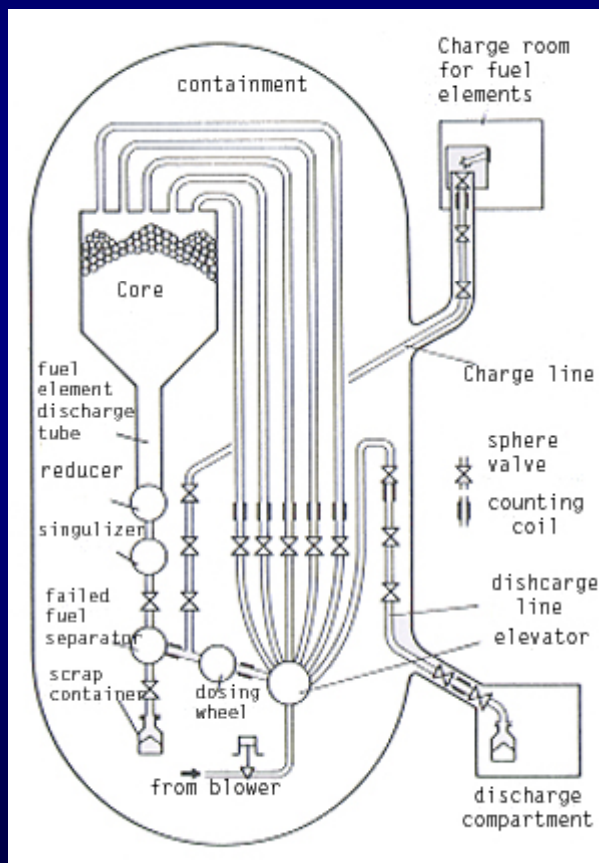 containment
Charge room
for fuel
elements
Core
Charge line
fuel
element
discharge
tube
sphere
valve
reducer
counting
coil
singulizer
dishcarge
line
failed
fuel
separator
elevator
scrap
container
dosing
wheel
from blower
discharge
compartment